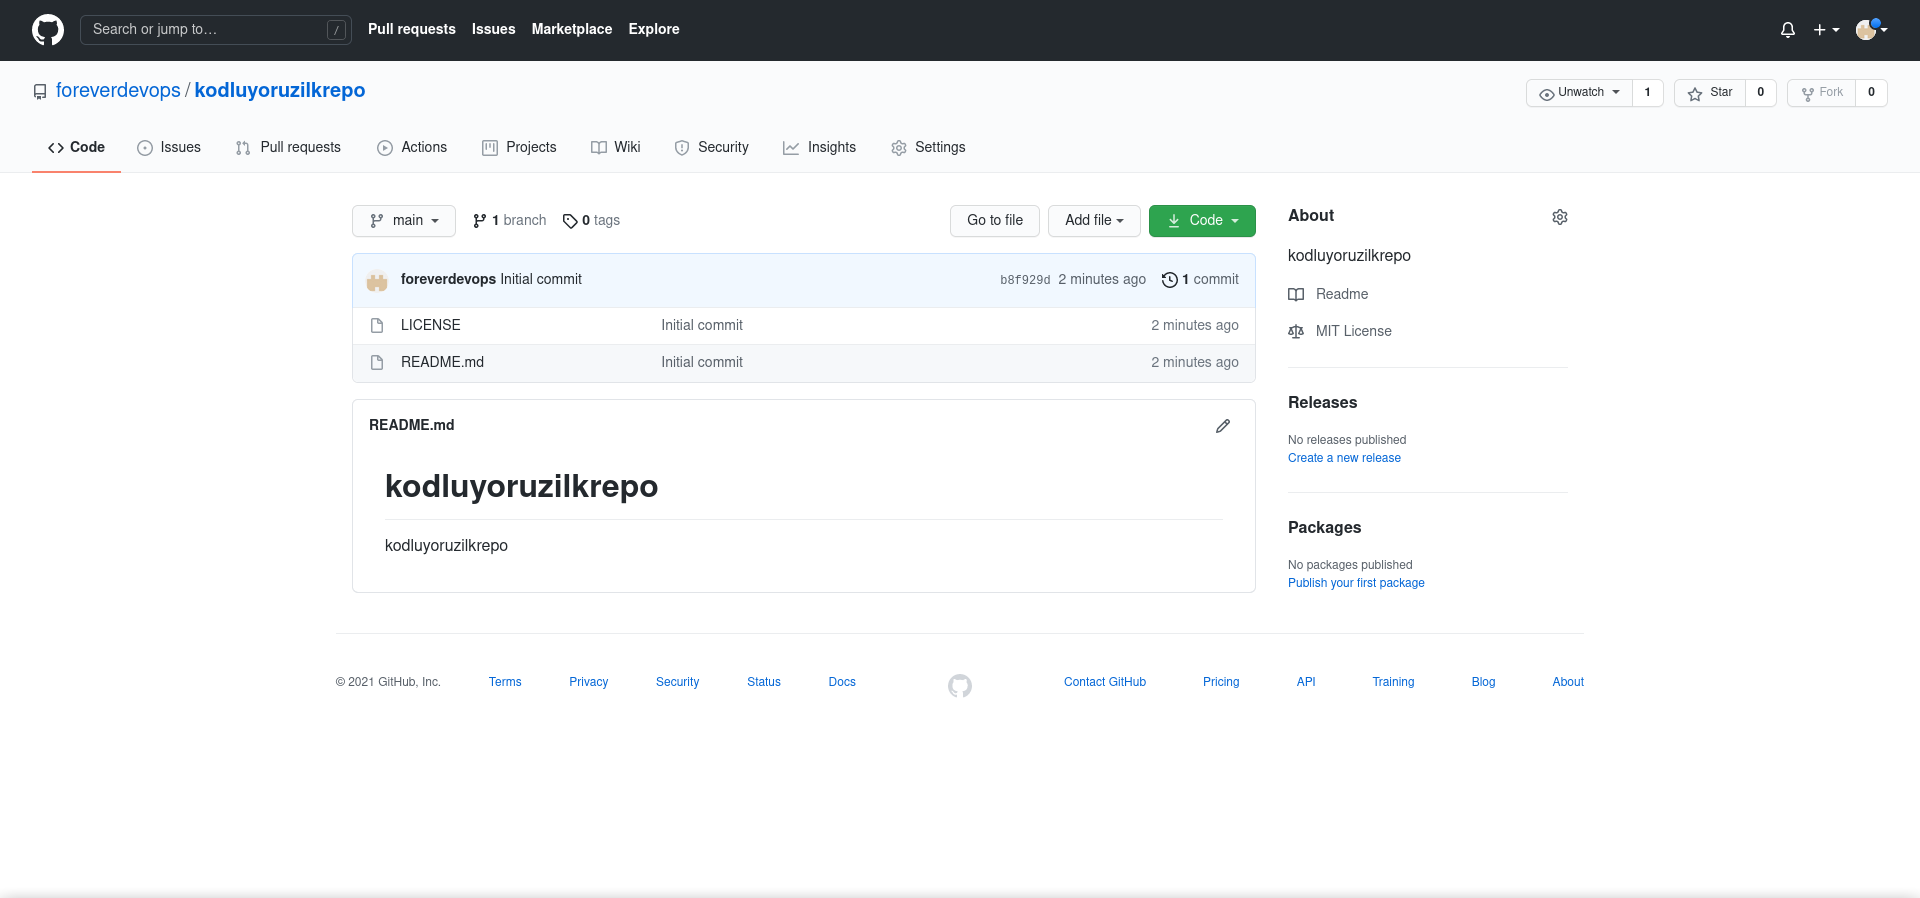 Search or jump to… /
Pull requests Issues Marketplace Explore
foreverdevops / kodluyoruzilkrepo
Unwatch 1 Star 0 Fork 0
Code Issues Pull requests Actions Projects Wiki Security Insights Settings
main 1 branch 0 tags Go to file Add file Code
foreverdevops Initial commit b8f929d 2 minutes ago 1 commit
LICENSE Initial commit 2 minutes ago
README.md Initial commit 2 minutes ago
README.md
kodluyoruzilkrepo
kodluyoruzilkrepo
About
kodluyoruzilkrepo
Readme
MIT License
Releases
No releases published
Create a new release
Packages
No packages published
Publish your first package
© 2021 GitHub, Inc. Terms Privacy Security Status Docs Contact GitHub Pricing API Training Blog About